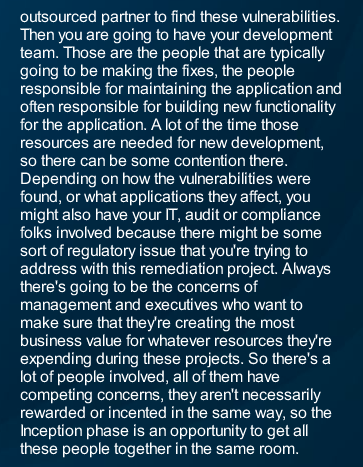 outsourced partner to find these vulnerabilities.
Then you are going to have your development
team. Those are the people that are typically
going to be making the fixes, the people
responsible for maintaining the application and
often responsible for building new functionality
for the application. A lot of the time those
resources are needed for new development,
so there can be some contention there.
Depending on how the vulnerabilities were
found, or what applications they affect, you
might also have your IT, audit or compliance
folks involved because there might be some
sort of regulatory issue that you're trying to
address with this remediation project. Always
there's going to be the concerns of
management and executives who want to
make sure that they're creating the most
business value for whatever resources they're
expending during these projects. So there's a
lot of people involved, all of them have
competing concerns, they aren't necessarily
rewarded or incented in the same way, so the
Inception phase is an opportunity to get all
these people together in the same room.